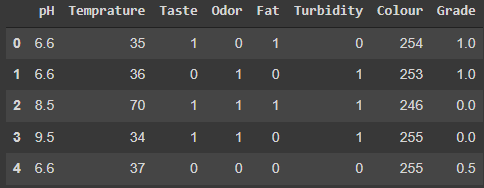 pH Temprature Taste Odor Fat Turbidity Colour Grade
0 6.6 35 1 0 1 0 254 1.0
1 6.6 36 0 1 0 1 253 1.0
2 8.5 70 1 1 1 1 246 0.0
3 9.5 34 1 1 0 1 255 0.0
4 6.6 37 0 0 0 0 255 0.5